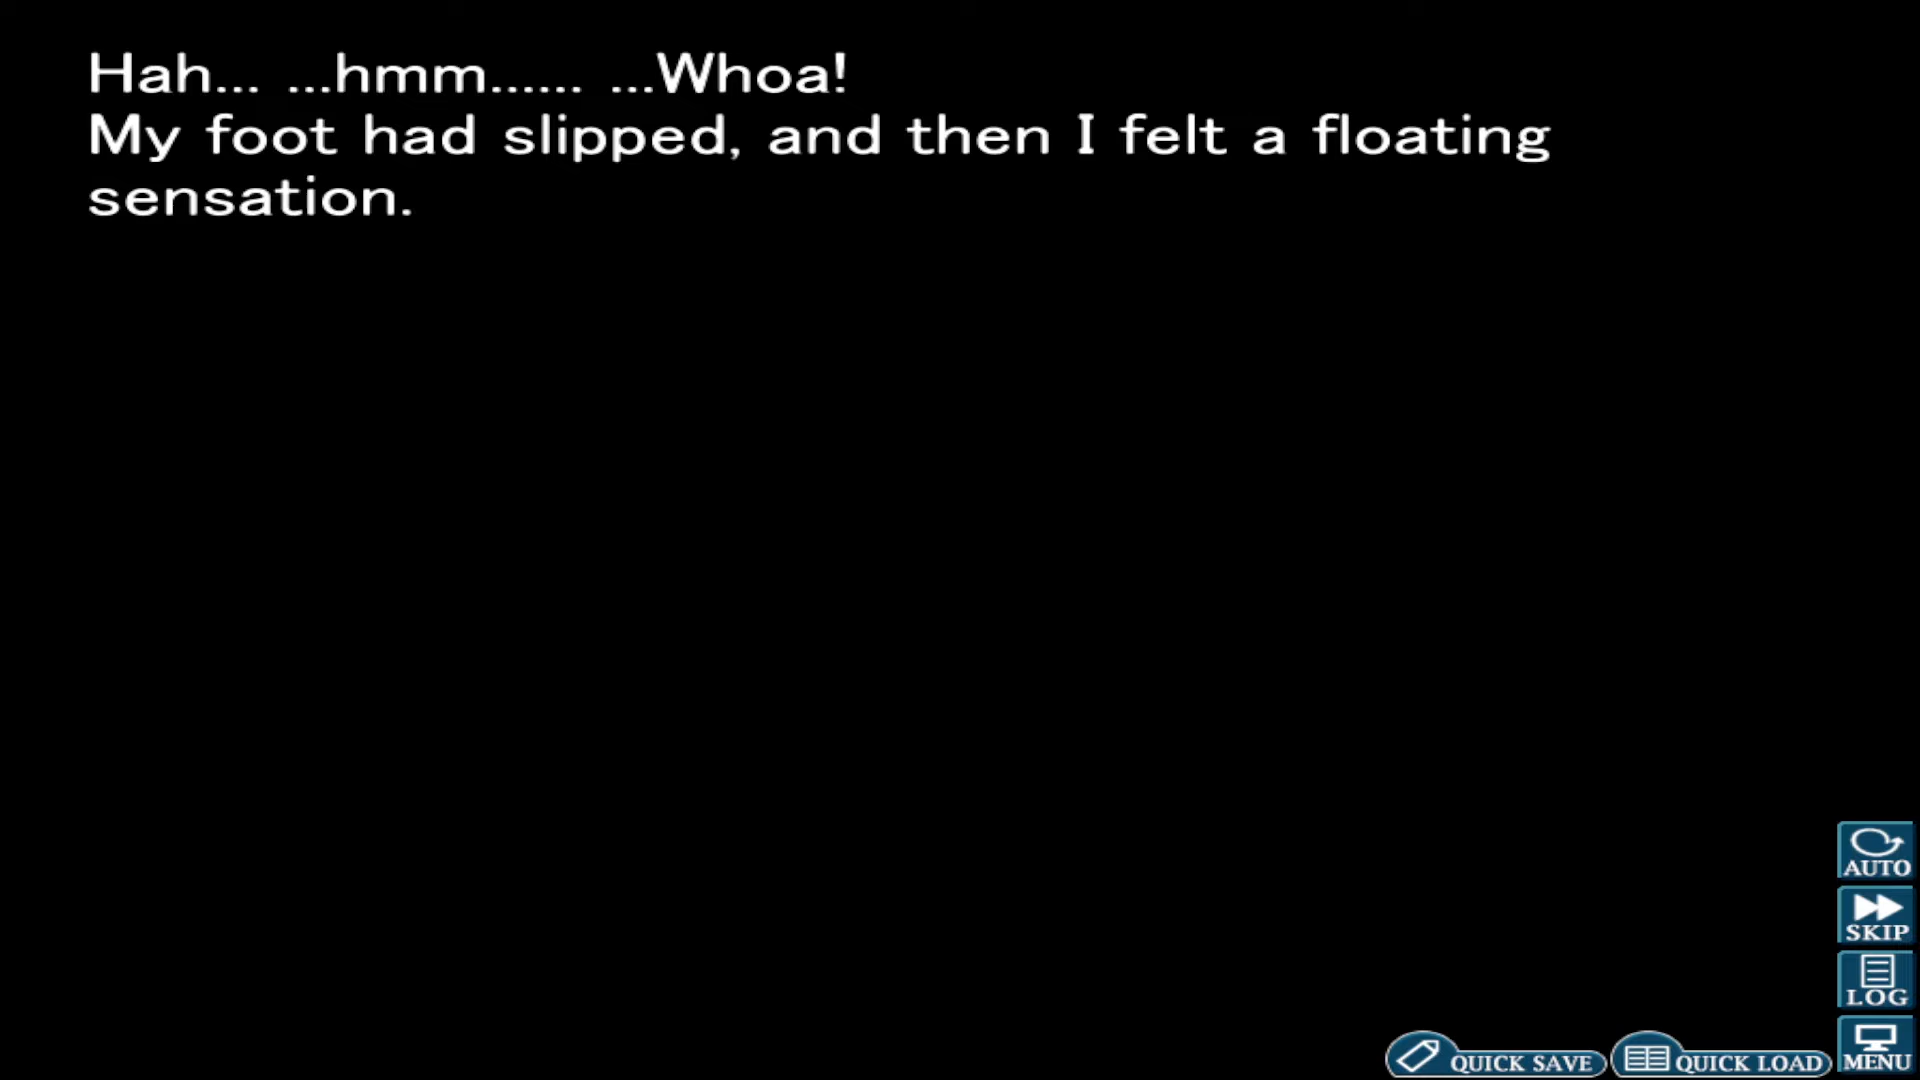 Hah... ...hmm...... ...Whoa!
My foot had slipped, and then I felt a floating
sensation.
AUTO
SKIP
LOG
QUICK SAVE
QUICK LOAD
MENU